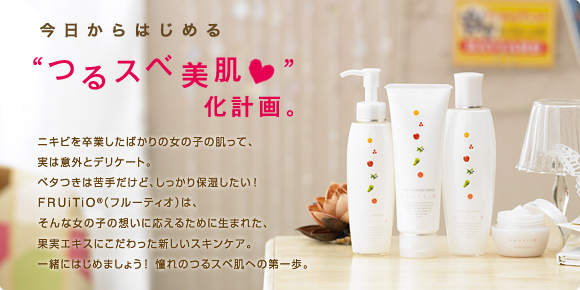 今日からはじめる
“つるスベ美肌♥”
化計画。
ニキビを卒業したばかりの女の子の肌って、
実は意外とデリケート。
ベタつきは苦手だけど、しっかり保湿したい!
FRUiTiO®(フルーティオ)は、
そんな女の子の想いに応えるために生まれた、
果実エキスにこだわった新しいスキンケア。
一緒にはじめましょう! 憧れのつるスベ肌への第一歩。